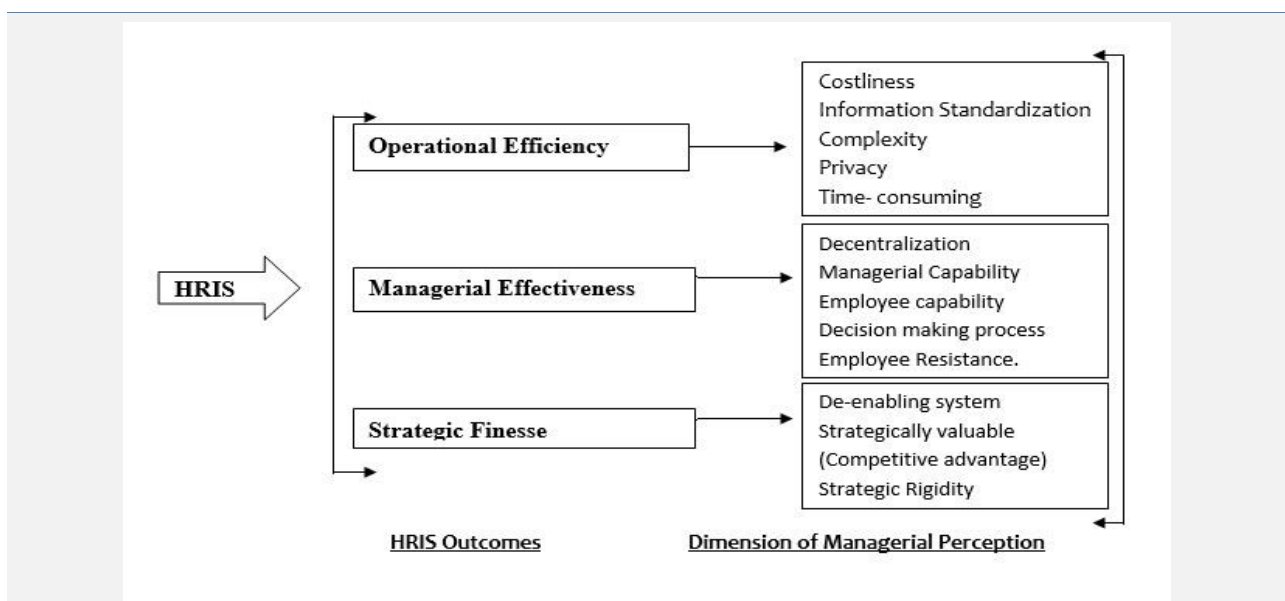 HRIS
Operational Efficiency
Managerial Effectiveness
Strategic Finesse
HRIS Outcomes
Costliness
Information Standardization
Complexity
Privacy
Time- consuming
Decentralization
Managerial Capability
Employee capability
Decision making process
Employee Resistance.
De-enabling system
Strategically valuable
(Competitive advantage)
Strategic Rigidity
Dimension of Managerial Perception